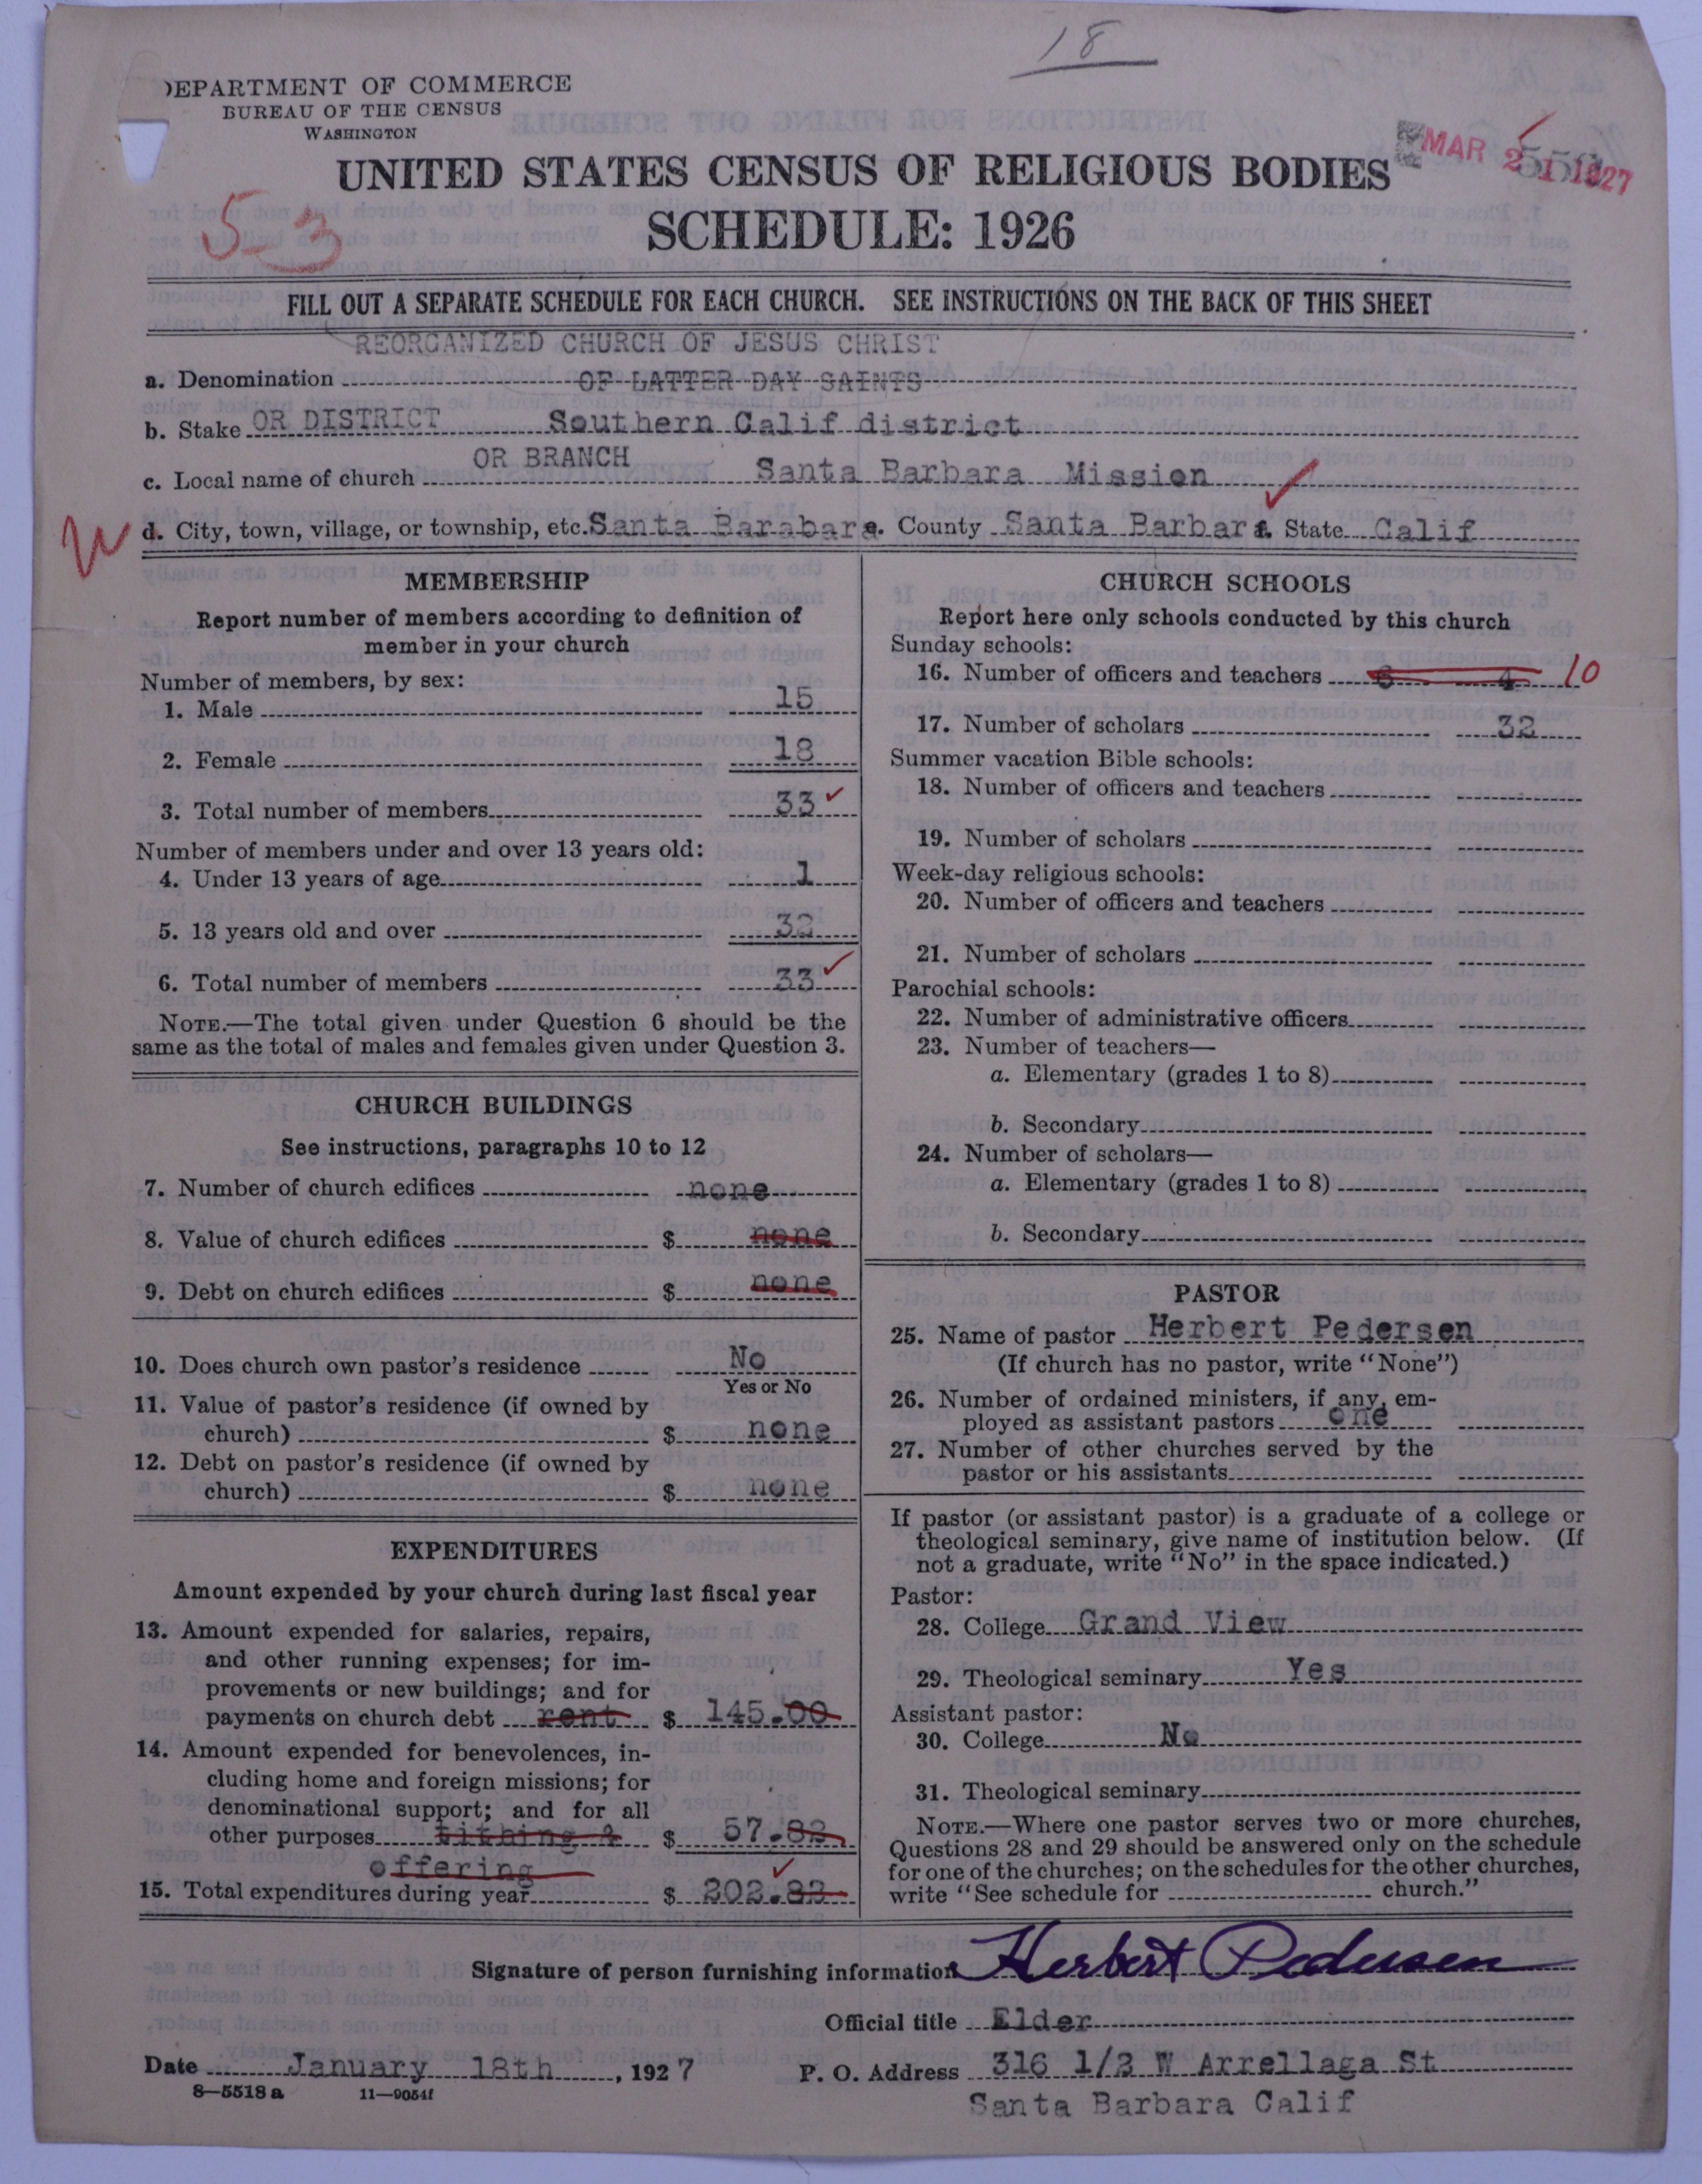 18
DEPARTMENT OF COMMERCE
BUREAU OF THE CENSUS
WASHINGTON
MAR 21 1927
UNITED STATES CENSUS OF RELIGIOUS BODIES
53
SCHEDULE: 1926
FILL OUT A SEPARATE SCHEDULE FOR EACH CHURCH. SEE INSTRUCTIONS ON THE BACK OF THIS SHEET
REORGANIZED CHURCH OF JESUS CHRIST
a. Denomination OF LATTER DAY SAINTS
b. Stake OR DISTRICT Southern Calif district
c. Local name of church OR BRANCH Santa Barbara Mission
W d. City, town, village, or township, etc. Santa Barabara. County Santa Barbara State Calif
MEMBERSHIP
Report number of members according to definition of
member in your church
Number of members, by sex:
1. Male 15
2. Female 18
3. Total number of members 33
Number of members under and over 13 years old:
4. Under 13 years of age 1
5. 13 years old and over 32
6. Total number of members 33
NOTE.—The total given under Question 6 should be the
same as the total of males and females given under Question 3.
CHURCH BUILDINGS
See instructions, paragraphs 10 to 12
7. Number of church edifices none
8. Value of church edifices $ none
9. Debt on church edifices $ none
10. Does church own pastor's residence No
Yes or No
11. Value of pastor's residence (if owned by
church) $ none
12. Debt on pastor's residence (if owned by
church) $ none
EXPENDITURES
Amount expended by your church during last fiscal year
13. Amount expended for salaries, repairs,
and other running expenses; for im-
provements or new buildings; and for
payments on church debt rent $ 145.00
14. Amount expended for benevolences, in-
cluding home and foreign missions; for
denominational support; and for all
other purposes tithing & $ 57.82
offering
15. Total expenditures during year $ 202.82
CHURCH SCHOOLS
Report here only schools conducted by this church
Sunday schools:
16. Number of officers and teachers 6 4 10
17. Number of scholars 32
Summer vacation Bible schools:
18. Number of officers and teachers
19. Number of scholars
Week-day religious schools:
20. Number of officers and teachers
21. Number of scholars
Parochial schools:
22. Number of administrative officers
23. Number of teachers—
a. Elementary (grades 1 to 8)
b. Secondary
24. Number of scholars—
a. Elementary (grades 1 to 8)
b. Secondary
PASTOR
25. Name of pastor Herbert Pedersen
(If church has no pastor, write "None")
26. Number of ordained ministers, if any, em-
ployed as assistant pastors one
27. Number of other churches served by the
pastor or his assistants
If pastor (or assistant pastor) is a graduate of a college or
theological seminary, give name of institution below. (If
not a graduate, write "No" in the space indicated.)
Pastor:
28. College Grand View
29. Theological seminary Yes
Assistant pastor:
30. College No
31. Theological seminary
NOTE.—Where one pastor serves two or more churches,
Questions 28 and 29 should be answered only on the schedule
for one of the churches; on the schedules for the other churches,
write "See schedule for church."
Signature of person furnishing information Herbert Pedersen
Official title Elder
Date January 18th, 1927 P. O. Address 316 1/2 W Arrellaga St
8—5518 a 11—9054f
Santa Barbara Calif